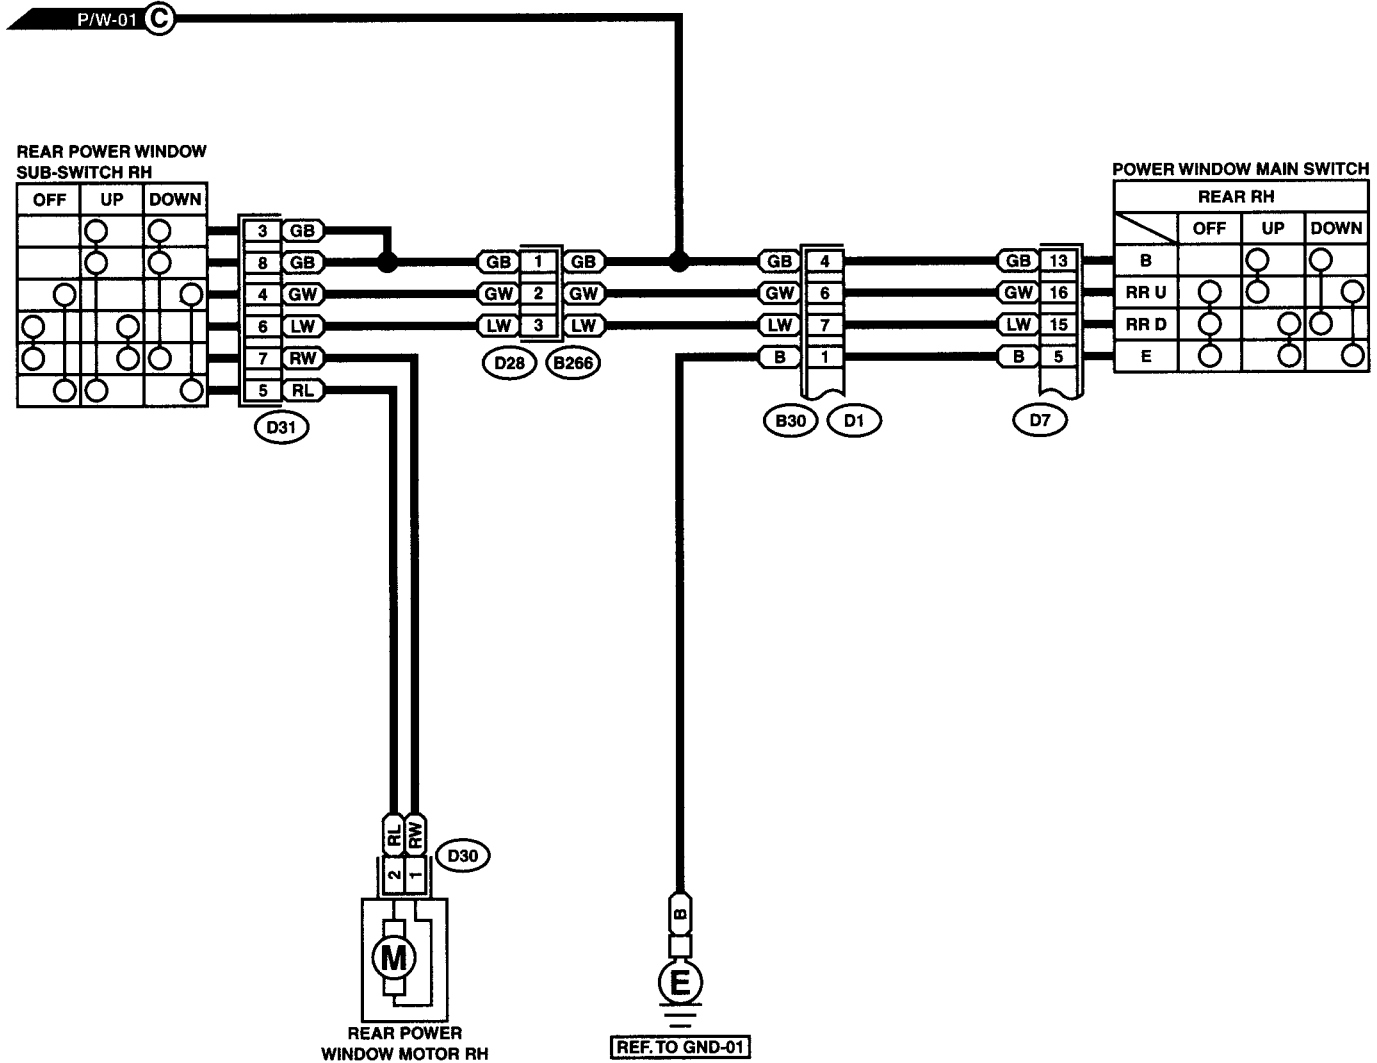 P/W-01 C
REAR POWER WINDOW
SUB-SWITCH RH
OFF UP DOWN
3 GB
8 GB
4 GW
6 LW
7 RW
5 RL
D31
GB 1 GB
GW 2 GW
LW 3 LW
D28 B266
GB 4
GW 6
LW 7
B 1
B30 D1
GB 13
GW 16
LW 15
B 5
D7
POWER WINDOW MAIN SWITCH
REAR RH
OFF UP DOWN
B
RR U
RR D
E
RL RW
2 1
D30
M
REAR POWER
WINDOW MOTOR RH
B
E
REF. TO GND-01